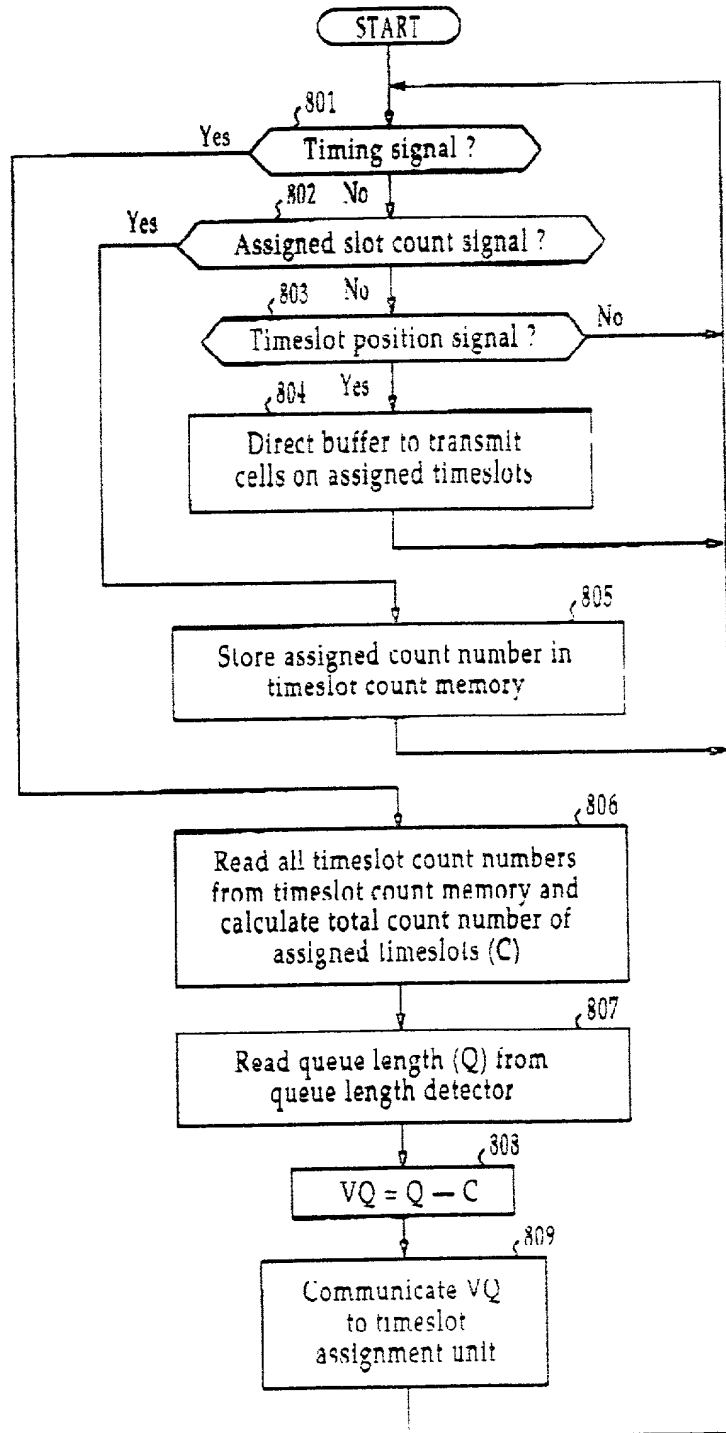 START
801
Yes
Timing signal ?
802
No
Yes
Assigned slot count signal ?
803
No
Timeslot position signal ?
No
804
Yes
Direct buffer to transmit
cells on assigned timeslots
805
Store assigned count number in
timeslot count memory
806
Read all timeslot count numbers
from timeslot count memory and
calculate total count number of
assigned timeslots (C)
807
Read queue length (Q) from
queue length detector
808
VQ = Q — C
809
Communicate VQ
to timeslot
assignment unit